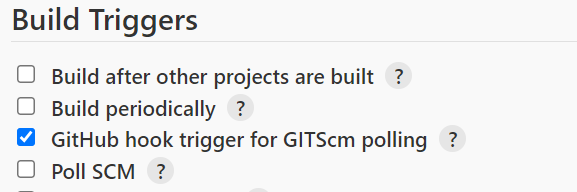 Build Triggers
Build after other projects are built ?
Build periodically ?
GitHub hook trigger for GITScm polling ?
Poll SCM ?